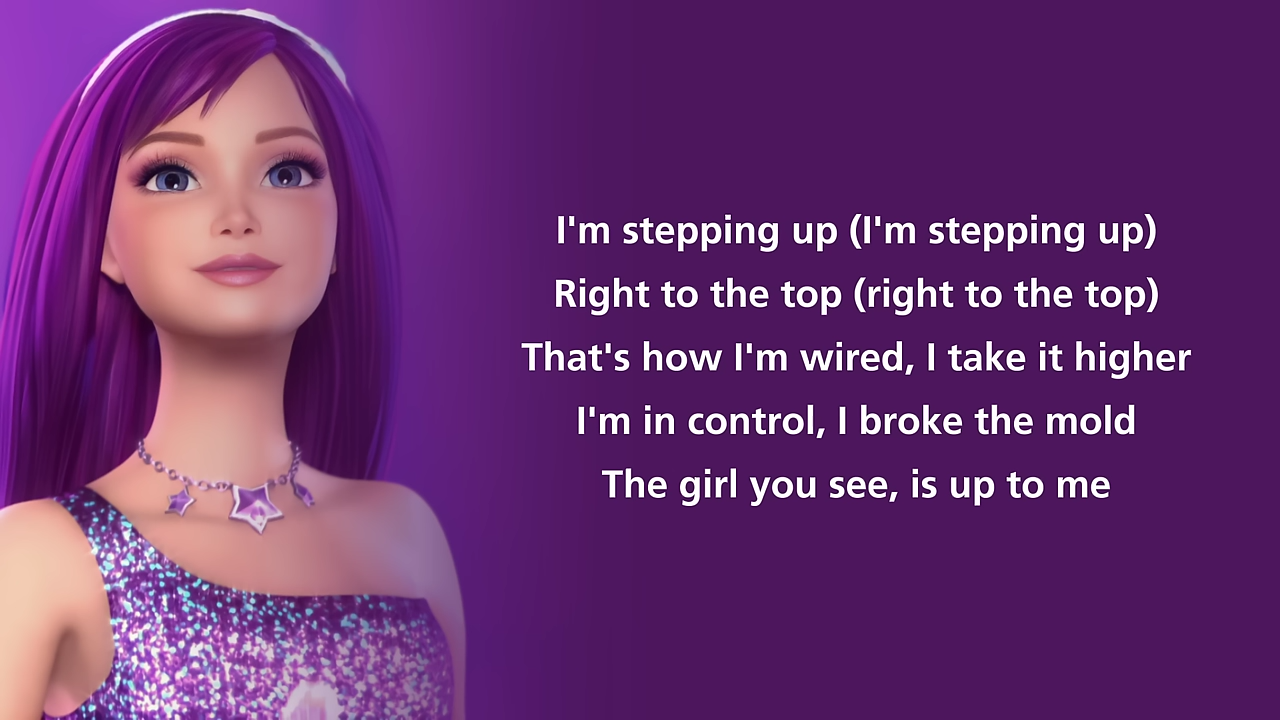 I'm stepping up (I'm stepping up)
Right to the top (right to the top)
That's how I'm wired, I take it higher
I'm in control, I broke the mold
The girl you see, is up to me